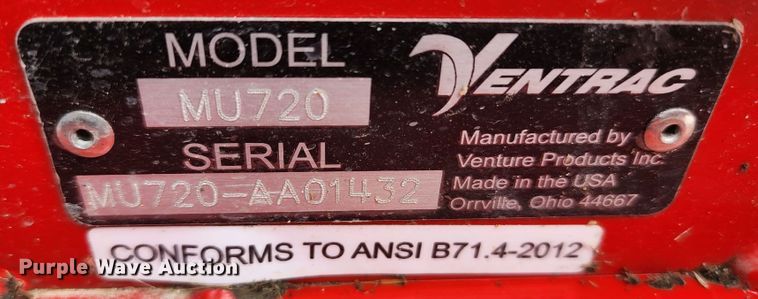 MODEL
MU720
SERIAL
MU720-AA01432
VENTRAC
Manufactured by
Venture Products Inc.
Made in the USA
Orrville, Ohio 44667
CONFORMS TO ANSI B71.4-2012
Purple Wave Auction